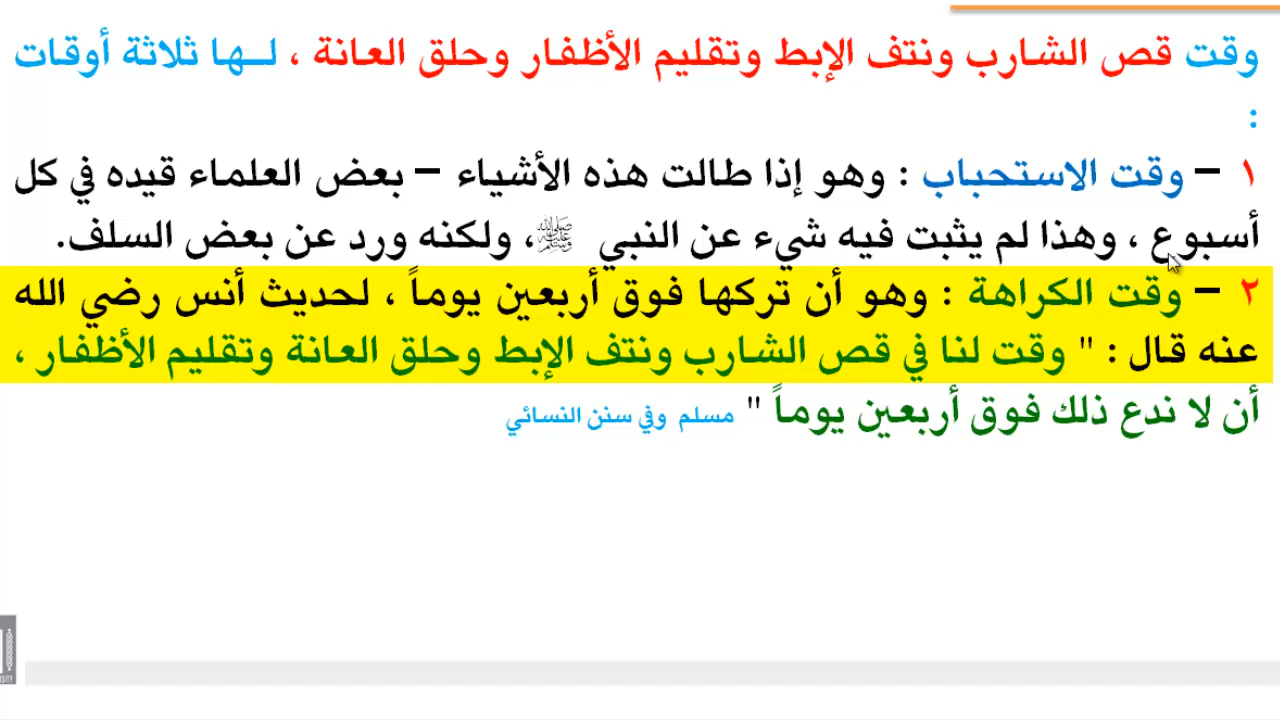 وقت قص الشارب ونتف الإبط وتقليم الأظفار وحلق العانة ، لـها ثلاثة أوقات
:
١ – وقت الاستحباب : وهو إذا طالت هذه الأشياء – بعض العلماء قيده في كل
أسبوع ، وهذا لم يثبت فيه شيء عن النبي ﷺ، ولكنه ورد عن بعض السلف.
٢ – وقت الكراهة : وهو أن تركها فوق أربعين يوماً ، لحديث أنس رضي الله
عنه قال : " وقت لنا في قص الشارب ونتف الإبط وحلق العانة وتقليم الأظفار ،
أن لا ندع ذلك فوق أربعين يوماً " مسلم وفي سنن النسائي